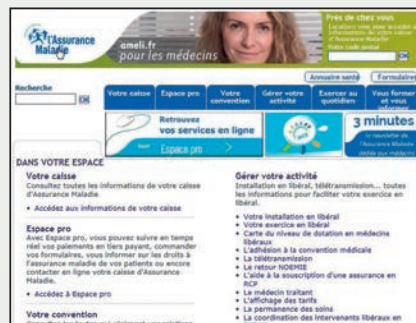 l'Assurance
Maladie
ameli.fr
pour les médecins
Près de chez vous
votre code postal
OK
Annuaire santé
Formulaires
Recherche
OK
Votre caisse
Espace pro
Votre
convention
Gérer votre
activité
Exercer au
quotidien
Vous former
et vous
informer
Retrouvez
vos services en ligne
Espace pro
3 minutes
la newsletter de
l'Assurance Maladie
dédiée aux médecins
DANS VOTRE ESPACE
Votre caisse
Consultez toutes les informations de votre caisse
d'Assurance Maladie
• Accédez aux informations de votre caisse
Espace pro
Avec Espace pro, vous pouvez suivre en temps
réel vos paiements en tiers payant, commander
vos formulaires, vous informer sur les droits à
l'assurance maladie de vos patients ou encore
contacter en ligne votre caisse d'Assurance
Maladie.
• Accédez à Espace pro
Votre convention
Gérer votre activité
Installation en libéral, télétransmission... toutes
les informations pour faciliter votre exercice en
libéral.
• Votre installation en libéral
• Votre exercice en libéral
• Carte du niveau de dotation en médecins
libéraux
• L'adhésion à la convention médicale
• La télétransmission
• Le retour NOEMIE
• L'aide à la souscription d'une assurance en
RCP
• Le médecin traitant
• L'affichage des tarifs
• La permanence des soins
• La coordination des intervenants libéraux en